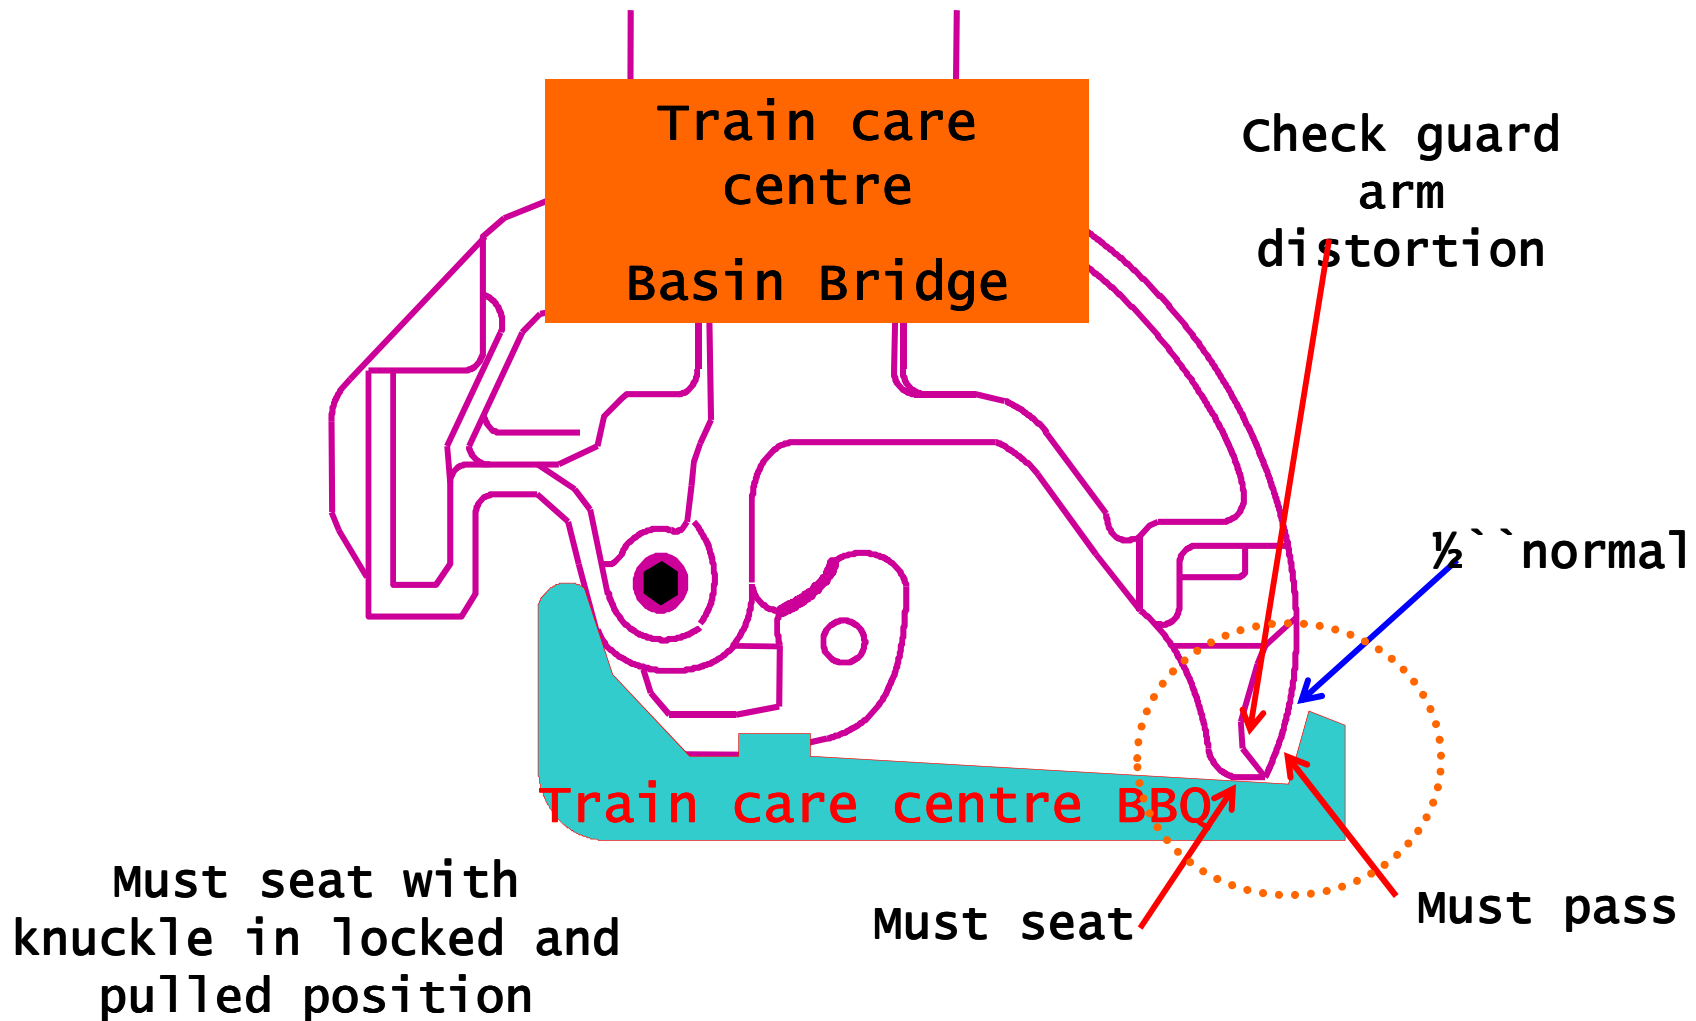 Train care
centre
Basin Bridge
Check guard
arm
distortion
½``normal
Train care centre BBQ
Must seat with
knuckle in locked and
pulled position
Must seat
Must pass